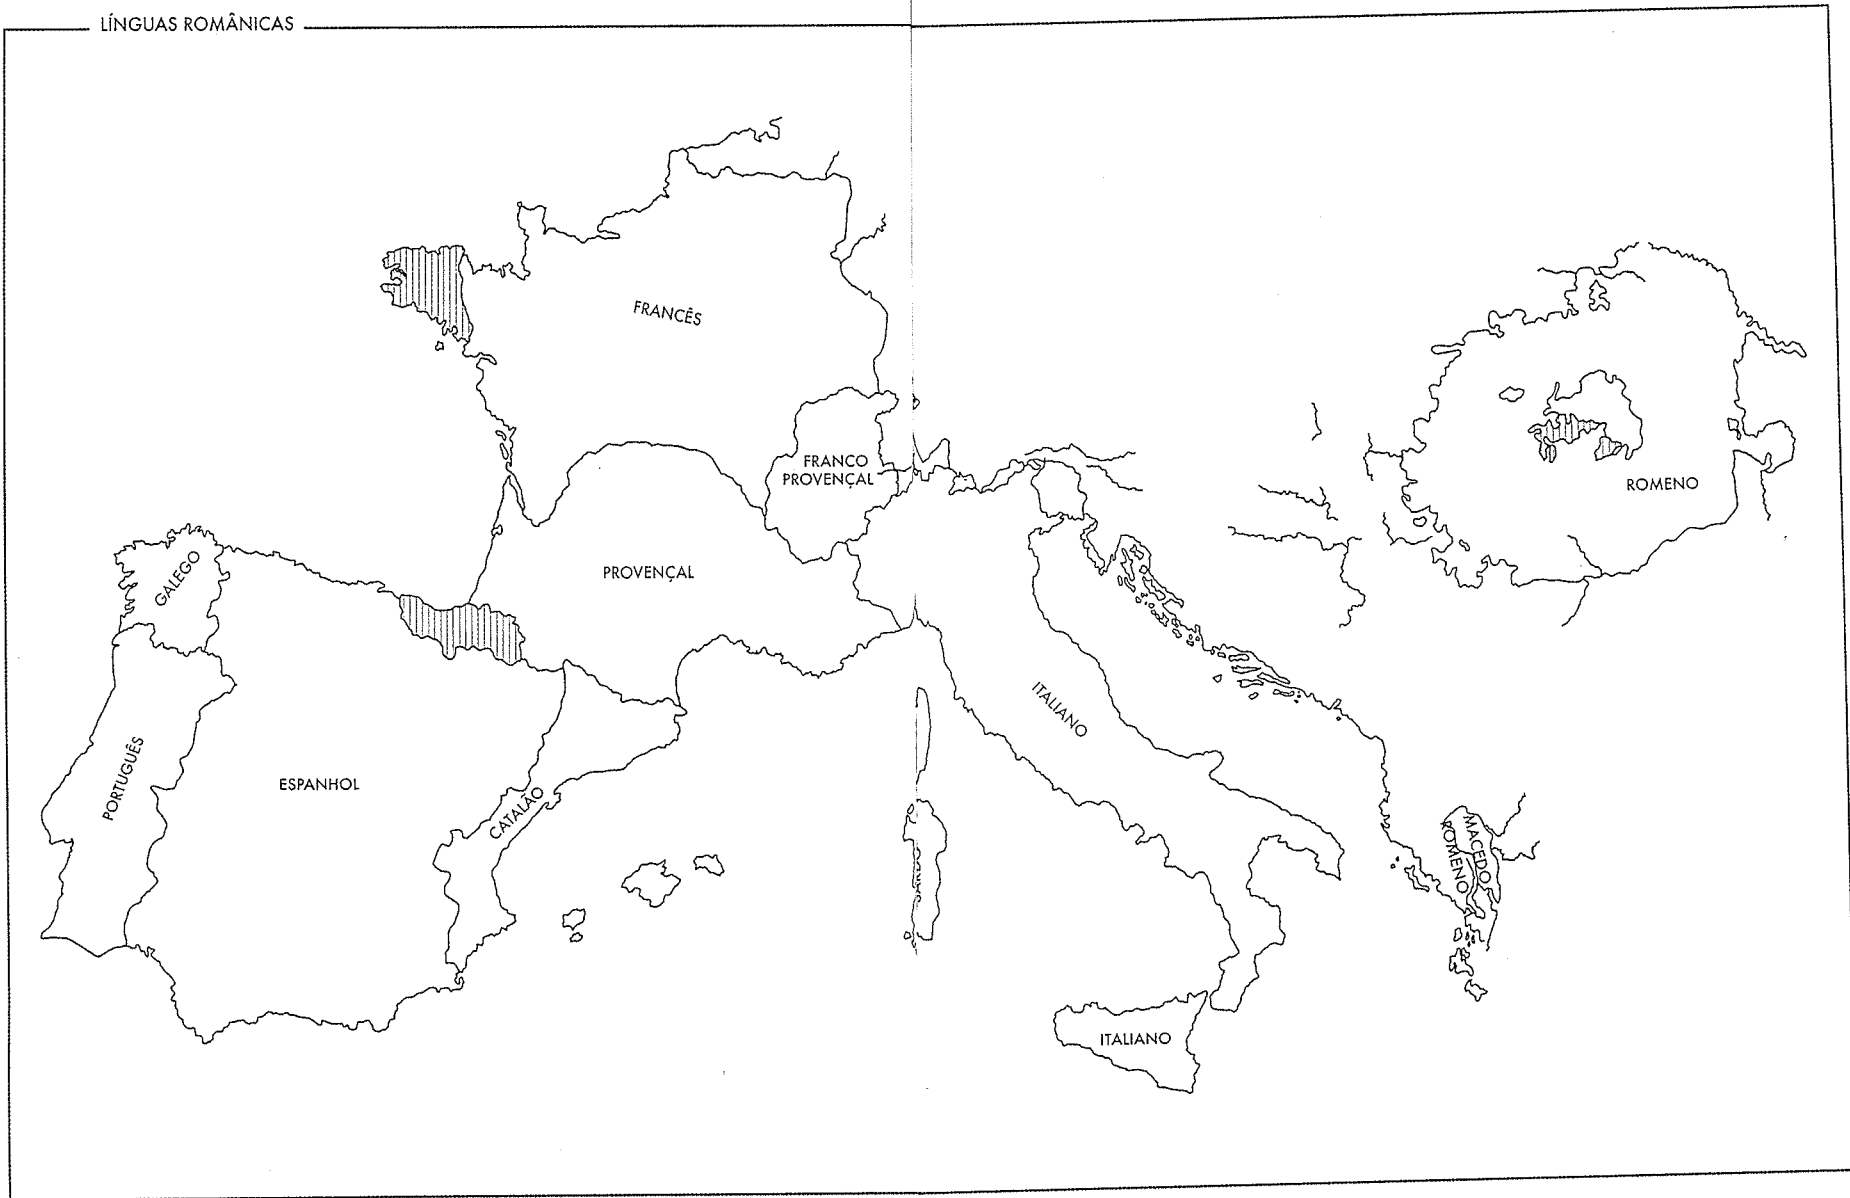 LÍNGUAS ROMÂNICAS
FRANCÊS
FRANCO
PROVENÇAL
ROMENO
GALEGO
PROVENÇAL
ITALIANO
PORTUGUÊS
ESPANHOL
CATALÃO
MACEDO
ROMENO
ITALIANO